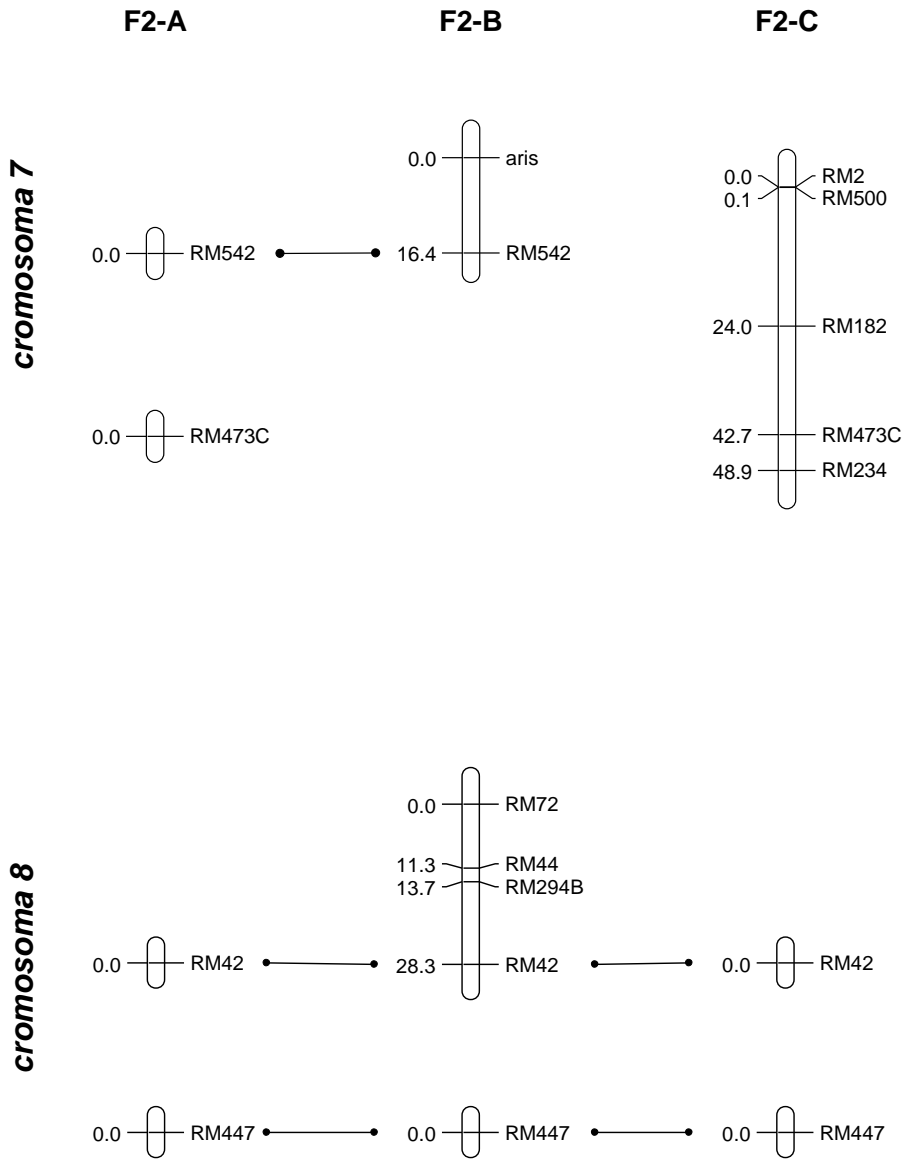 F2-A F2-B F2-C
cromosoma 7
0.0 aris
0.0 RM2
0.1 RM500
0.0 RM542 16.4 RM542
24.0 RM182
0.0 RM473C 42.7 RM473C
48.9 RM234
cromosoma 8
0.0 RM72
11.3 RM44
13.7 RM294B
0.0 RM42 28.3 RM42 0.0 RM42
0.0 RM447 0.0 RM447 0.0 RM447